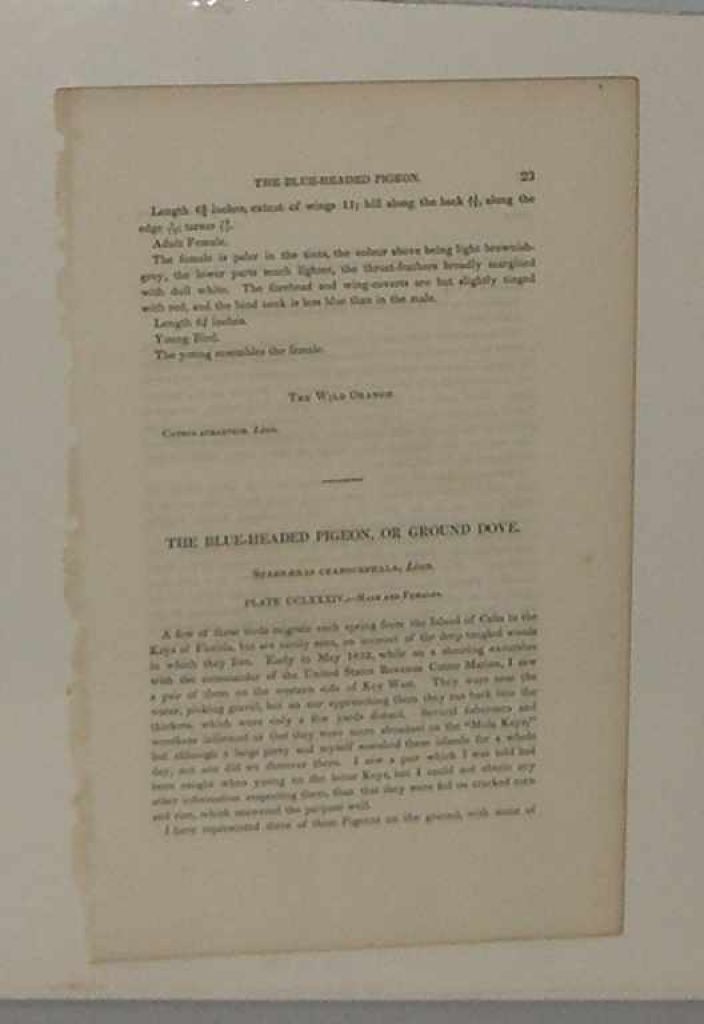 THE BLUE-HEADED PIGEON. 23
Length 6¾ inches, extent of wings 11; bill along the back, along the
edge; tarsus
Adult Female.
The female is paler in the tints, the colour above being light brownish-
grey, the lower parts much lighter, the throat-feathers broadly margined
with dull white. The forehead and wing-coverts are but slightly tinged
with red, and the hind neck is less blue than in the male.
Length 6¼ inches.
Young Bird.
The young resembles the female.
THE WILD ORANGE
CITRUS AURANTIUM, Linn.
THE BLUE-HEADED PIGEON, OR GROUND DOVE.
STARNŒNAS CYANOCEPHALA, Linn.
PLATE CCLXXXIV.—MALE AND FEMALES.
A few of these birds migrate each spring from the Island of Cuba to the
Keys of Florida, but are rarely seen, on account of the deep tangled woods
in which they live. Early in May 1832, while on a shooting excursion
with the commander of the United States Revenue Cutter Marion, I saw
a pair of them on the western side of Key West. They were near the
water, picking gravel, but on our approaching them they ran back into the
thickets, which were only a few yards distant. Several fishermen and
wreckers informed us that they were more abundant on the "Mule Keys;"
but although a large party and myself searched these islands for a whole
day, not one did we discover there. I saw a pair which I was told had
been caught when young on the latter Keys, but I could not obtain any
other information respecting them, than that they were fed on cracked corn
and rice, which answered the purpose well.
I have represented three of these Pigeons on the ground, with some of